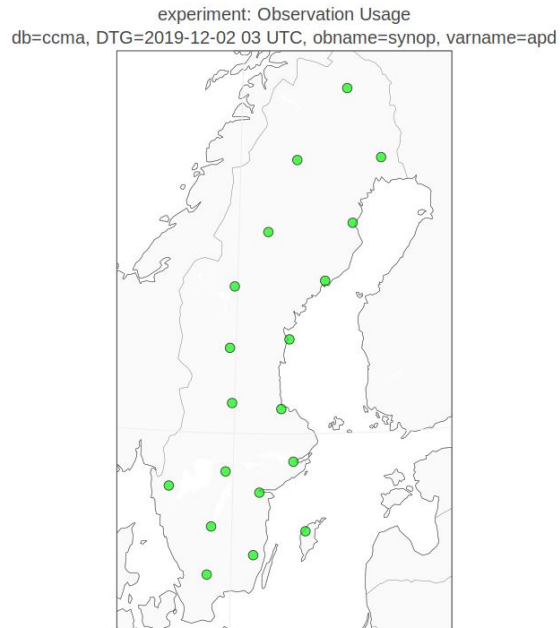 experiment: Observation Usage
db=ccma, DTG=2019-12-02 03 UTC, obname=synop, varname=apd